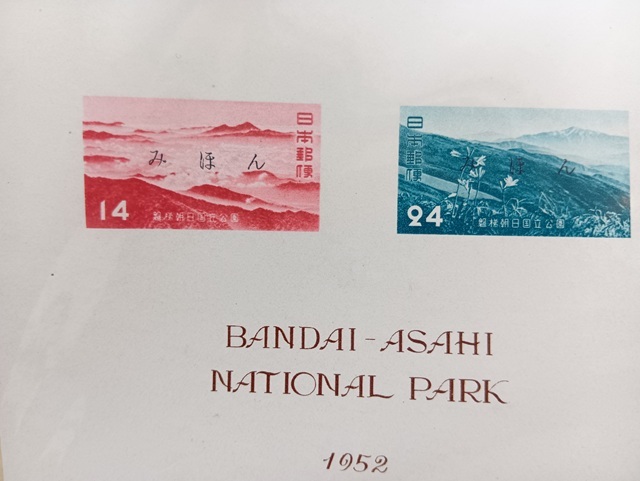 日本郵便
みほん
14
磐梯朝日国立公園
日本郵便
みほん
24
磐梯朝日国立公園
BANDAI-ASAHI
NATIONAL PARK
1952